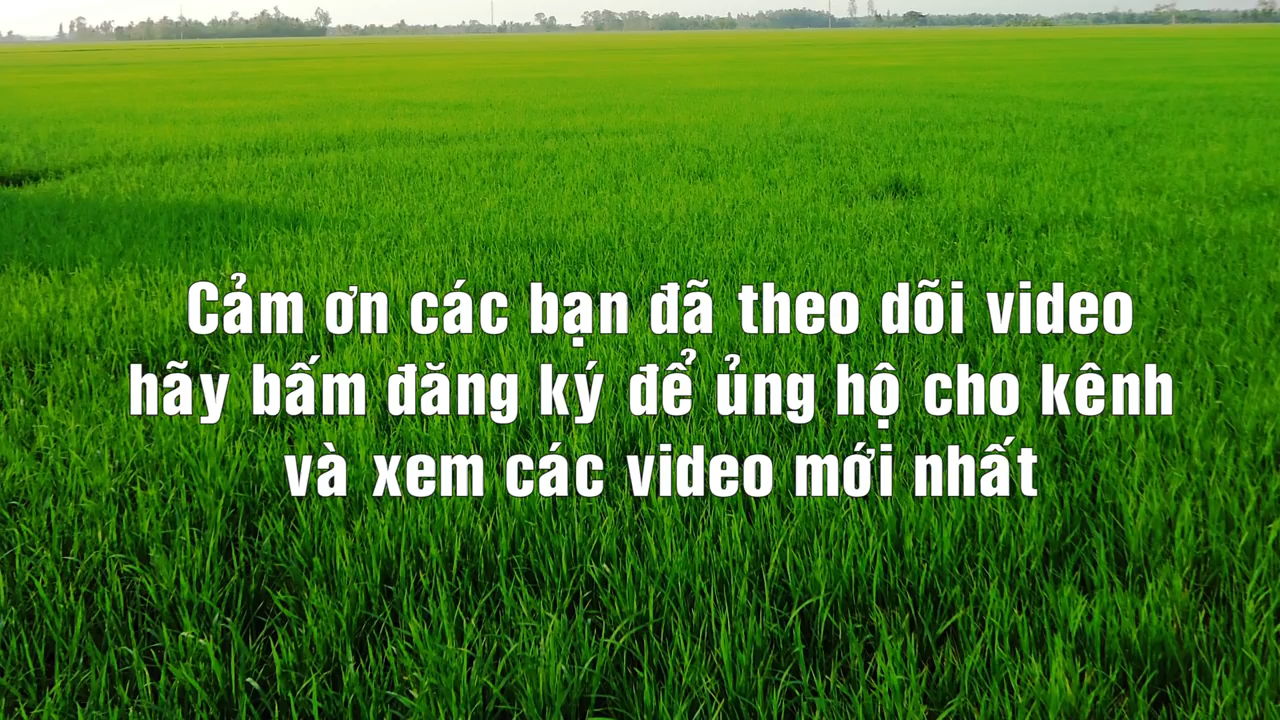 Cảm ơn các bạn đã theo dõi video
hãy bấm đăng ký để ủng hộ cho kênh
và xem các video mới nhất